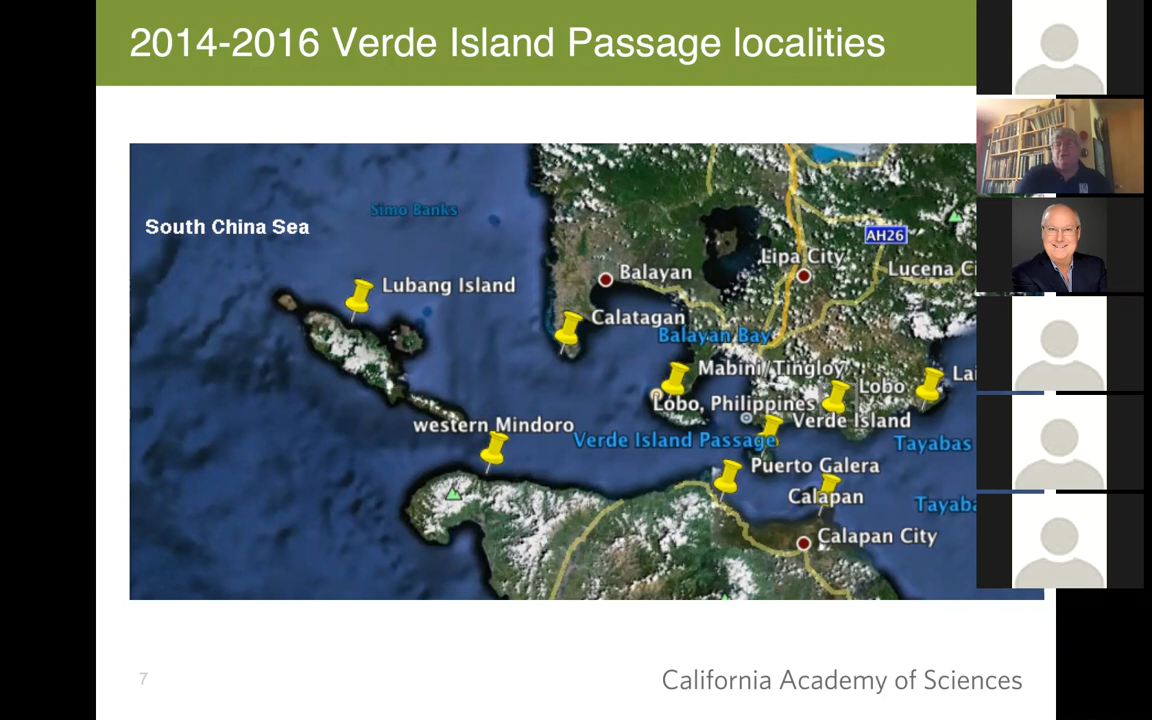 2014-2016 Verde Island Passage localities
Simo Banks
South China Sea
AH26
Lipa City
Balayan
Lucena Ci
Lubang Island
Calatagan
Balayan Bay
Mabini/Tingloy
Lobo
Lobo, Philippines
Verde Island
western Mindoro
Verde Island Passage
Tayabas
Puerto Galera
Calapan
Calapan City
7
California Academy of Sciences